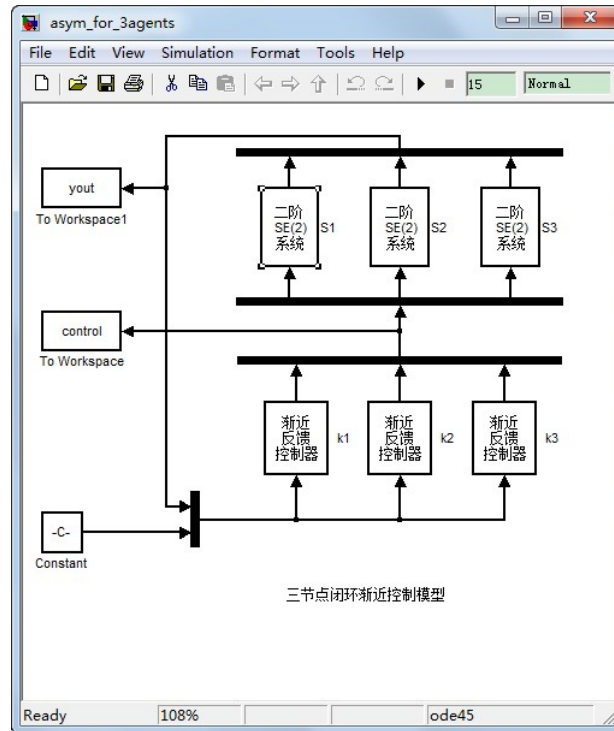 asym_for_3agents
File Edit View Simulation Format Tools Help
15 Normal
yout
To Workspace1
二阶
SE(2)
系统
S1
二阶
SE(2)
系统
S2
二阶
SE(2)
系统
S3
control
To Workspace
渐近
反馈
控制器
k1
渐近
反馈
控制器
k2
渐近
反馈
控制器
k3
-C-
Constant
三节点闭环渐近控制模型
Ready 108% ode45